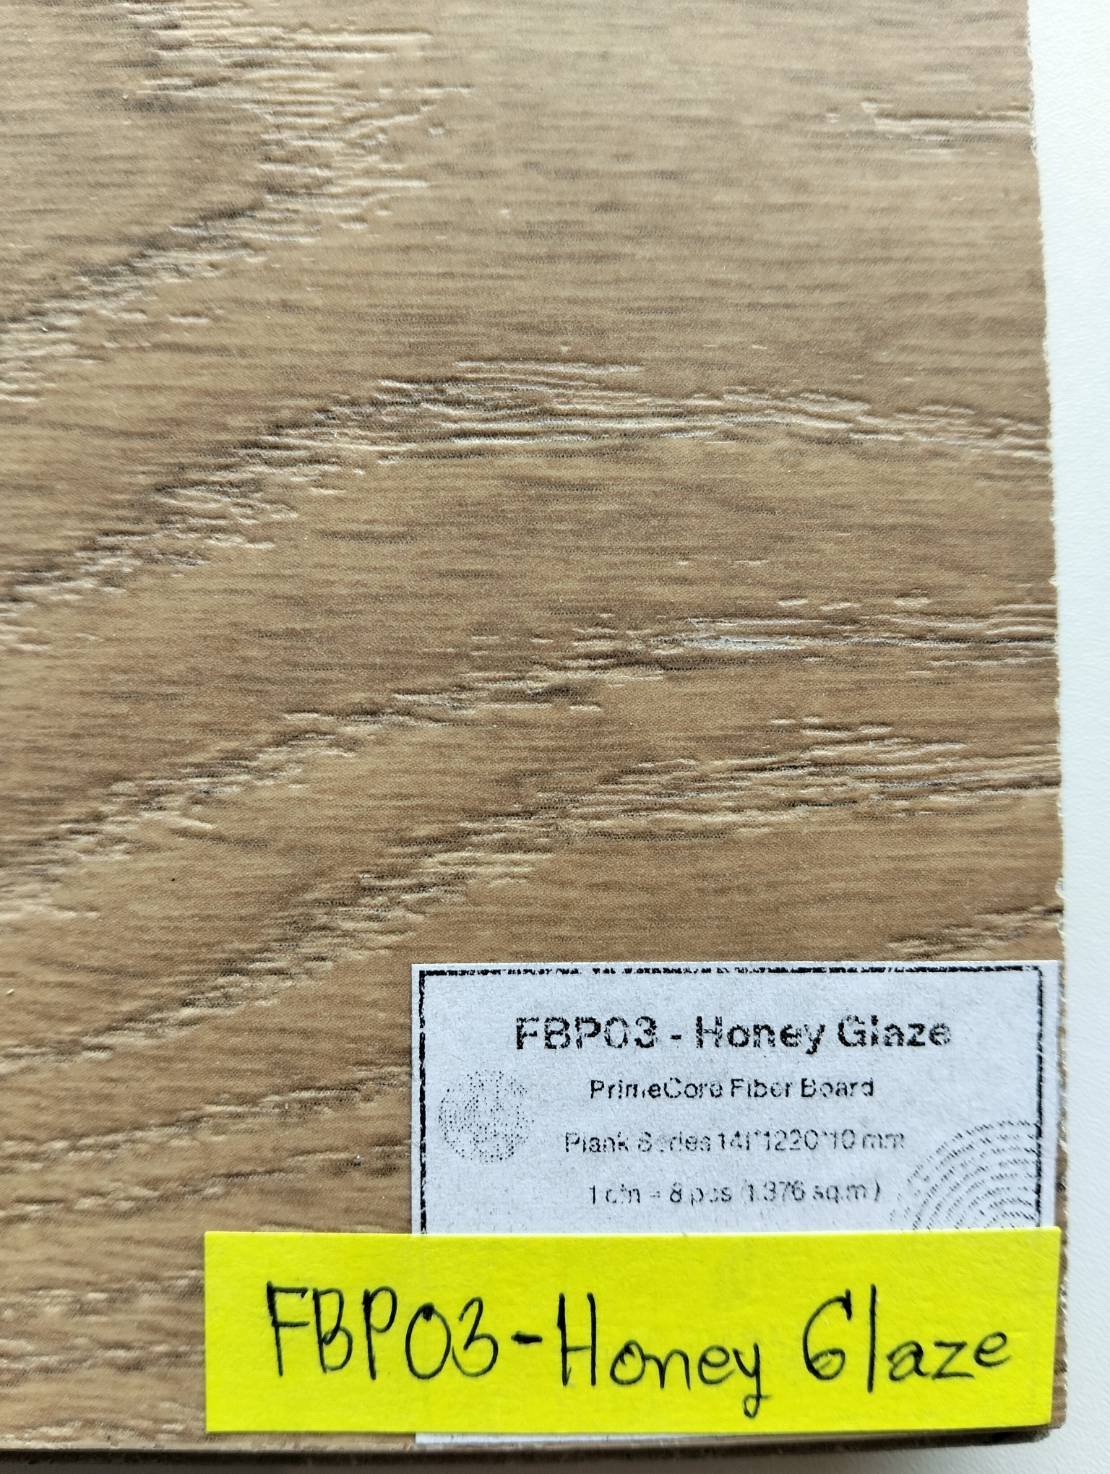 FBP03 - Honey Glaze
PrimeCore Fiber Board
Plank Series 141*1220*10 mm
1 ctn = 8 pcs (1.376 sq.m)
FBP03-Honey Glaze